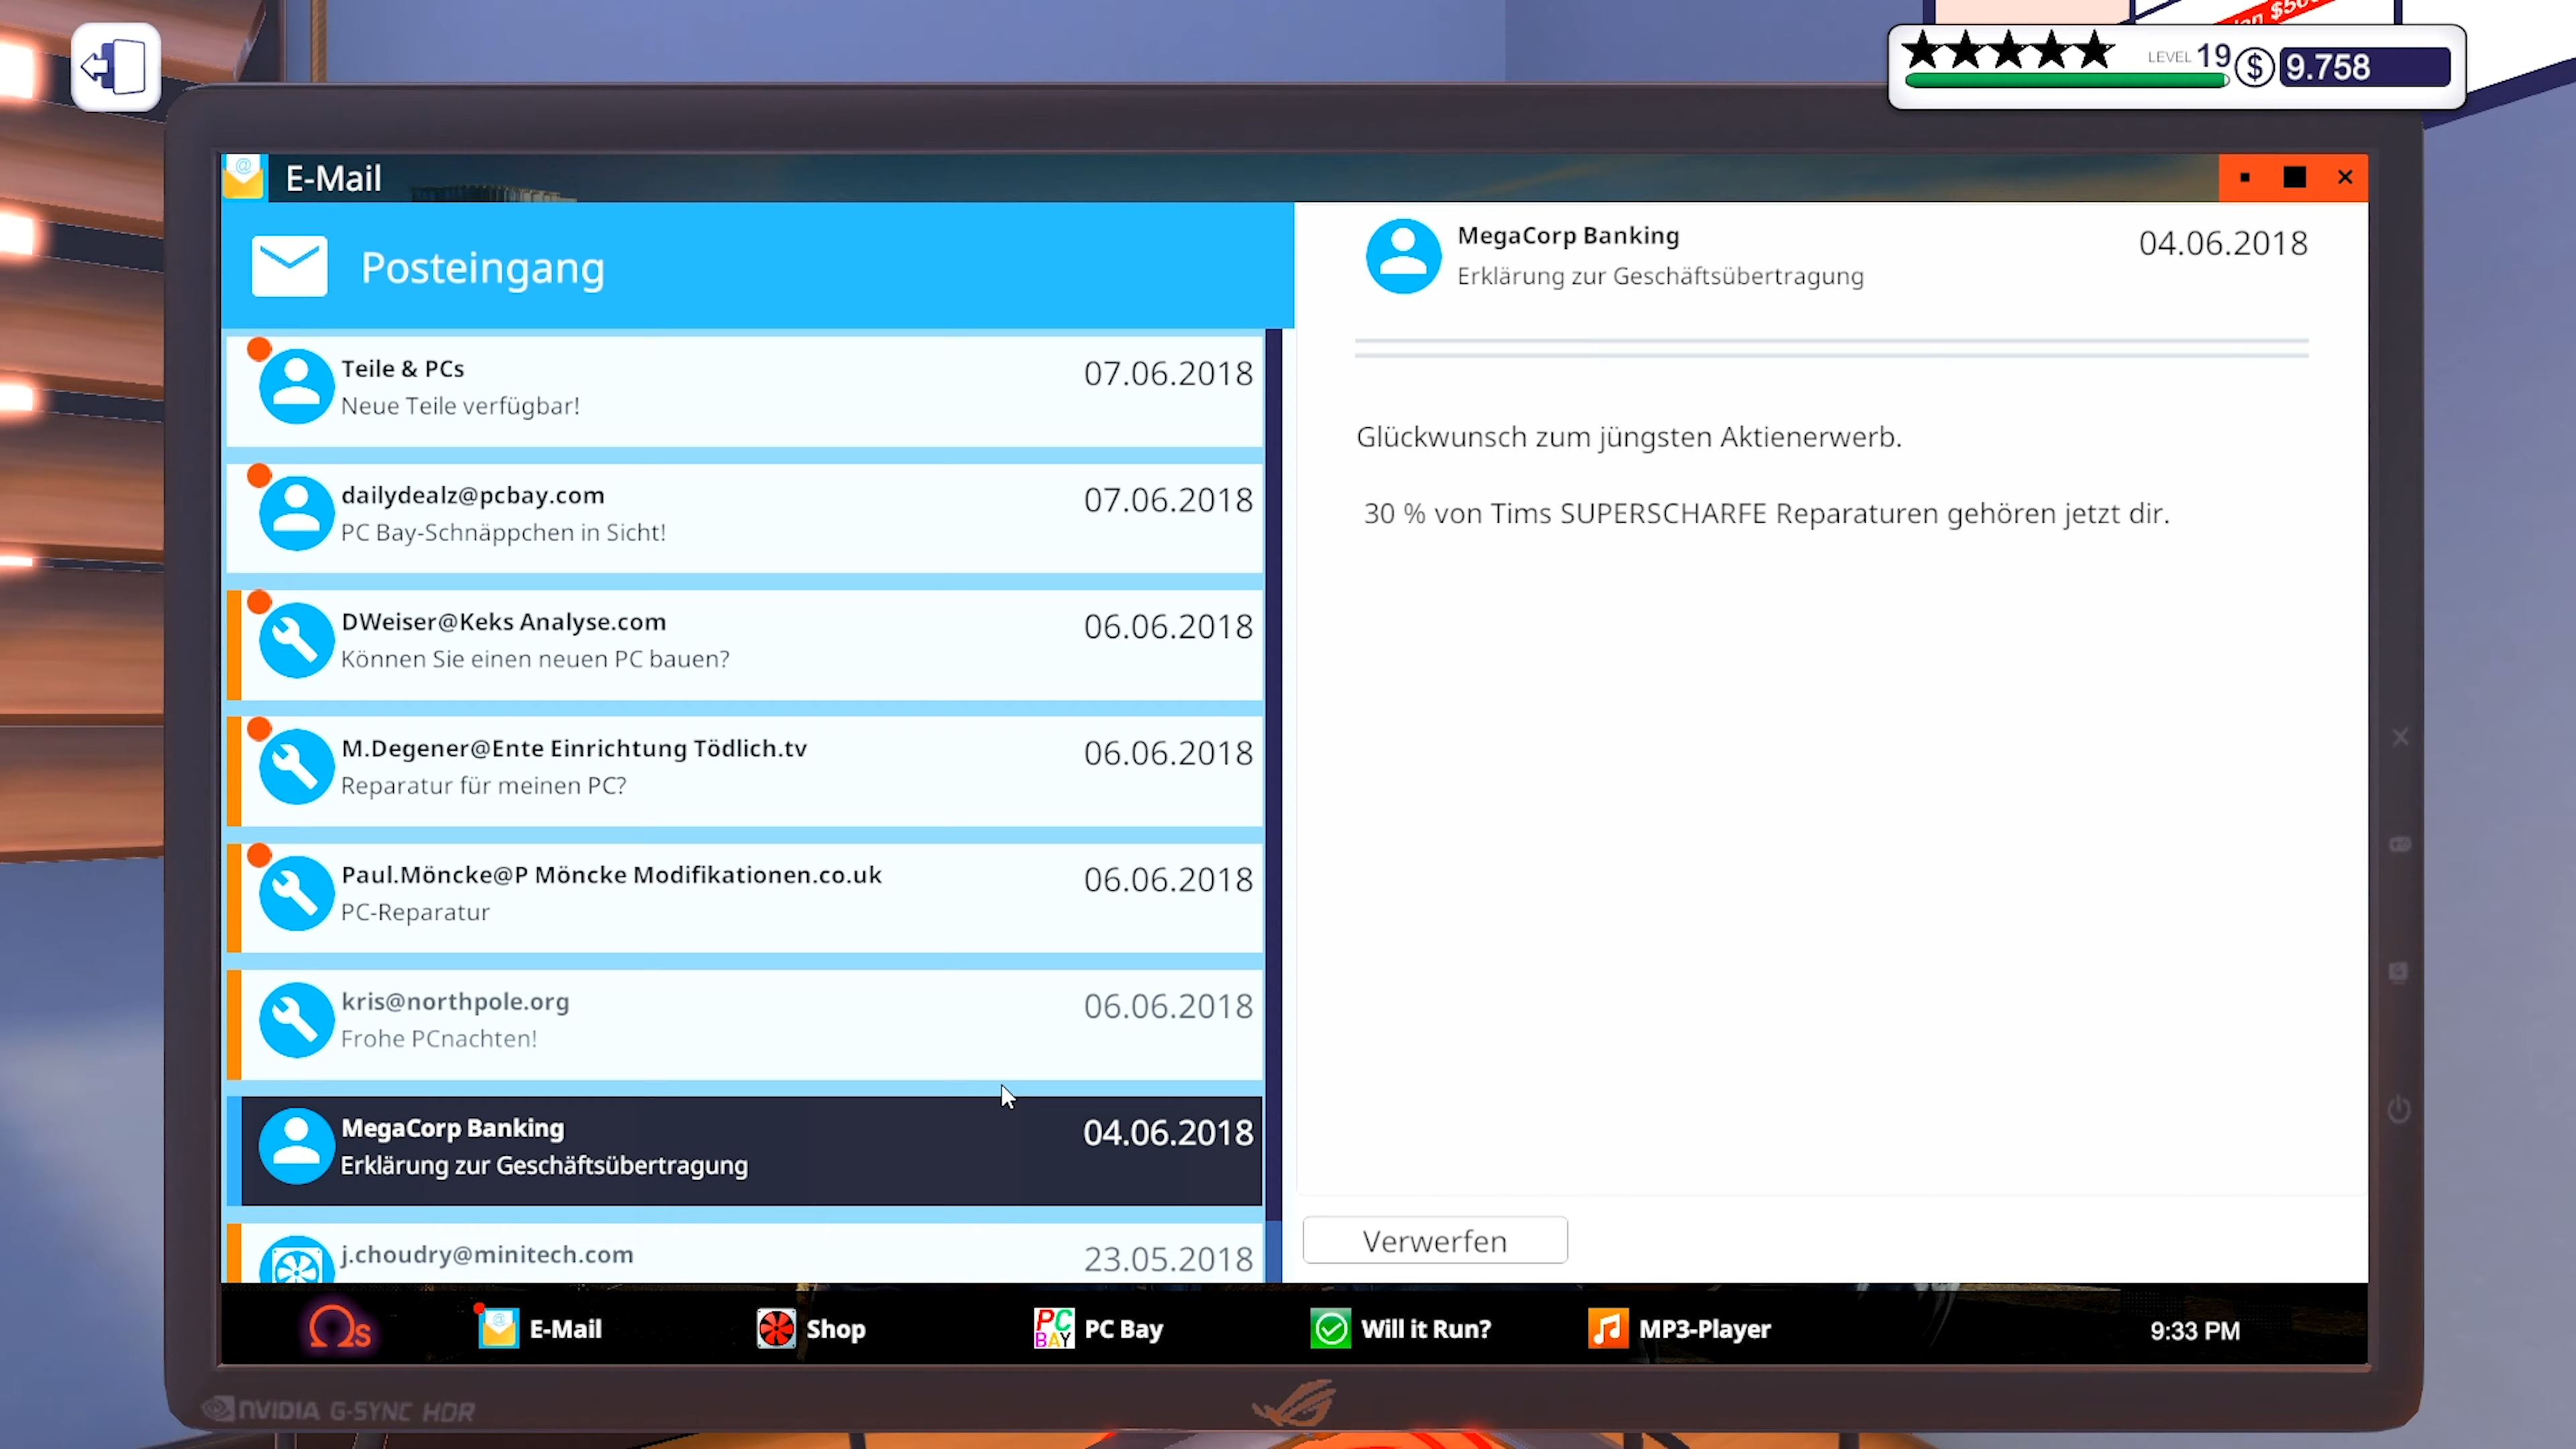 LEVEL 19 $ 9.758
E-Mail
Posteingang
Teile & PCs
07.06.2018
Neue Teile verfügbar!
dailydealz@pcbay.com
07.06.2018
PC Bay-Schnäppchen in Sicht!
DWeiser@Keks Analyse.com
06.06.2018
Können Sie einen neuen PC bauen?
M.Degener@Ente Einrichtung Tödlich.tv
06.06.2018
Reparatur für meinen PC?
Paul.Möncke@P Möncke Modifikationen.co.uk
06.06.2018
PC-Reparatur
kris@northpole.org
06.06.2018
Frohe PCnachten!
MegaCorp Banking
04.06.2018
Erklärung zur Geschäftsübertragung
j.choudry@minitech.com
23.05.2018
MegaCorp Banking
04.06.2018
Erklärung zur Geschäftsübertragung
Glückwunsch zum jüngsten Aktienerwerb.
30 % von Tims SUPERSCHARFE Reparaturen gehören jetzt dir.
Verwerfen
Ωs
E-Mail
Shop
PC BAY
PC Bay
Will it Run?
MP3-Player
9:33 PM
NVIDIA G-SYNC HDR